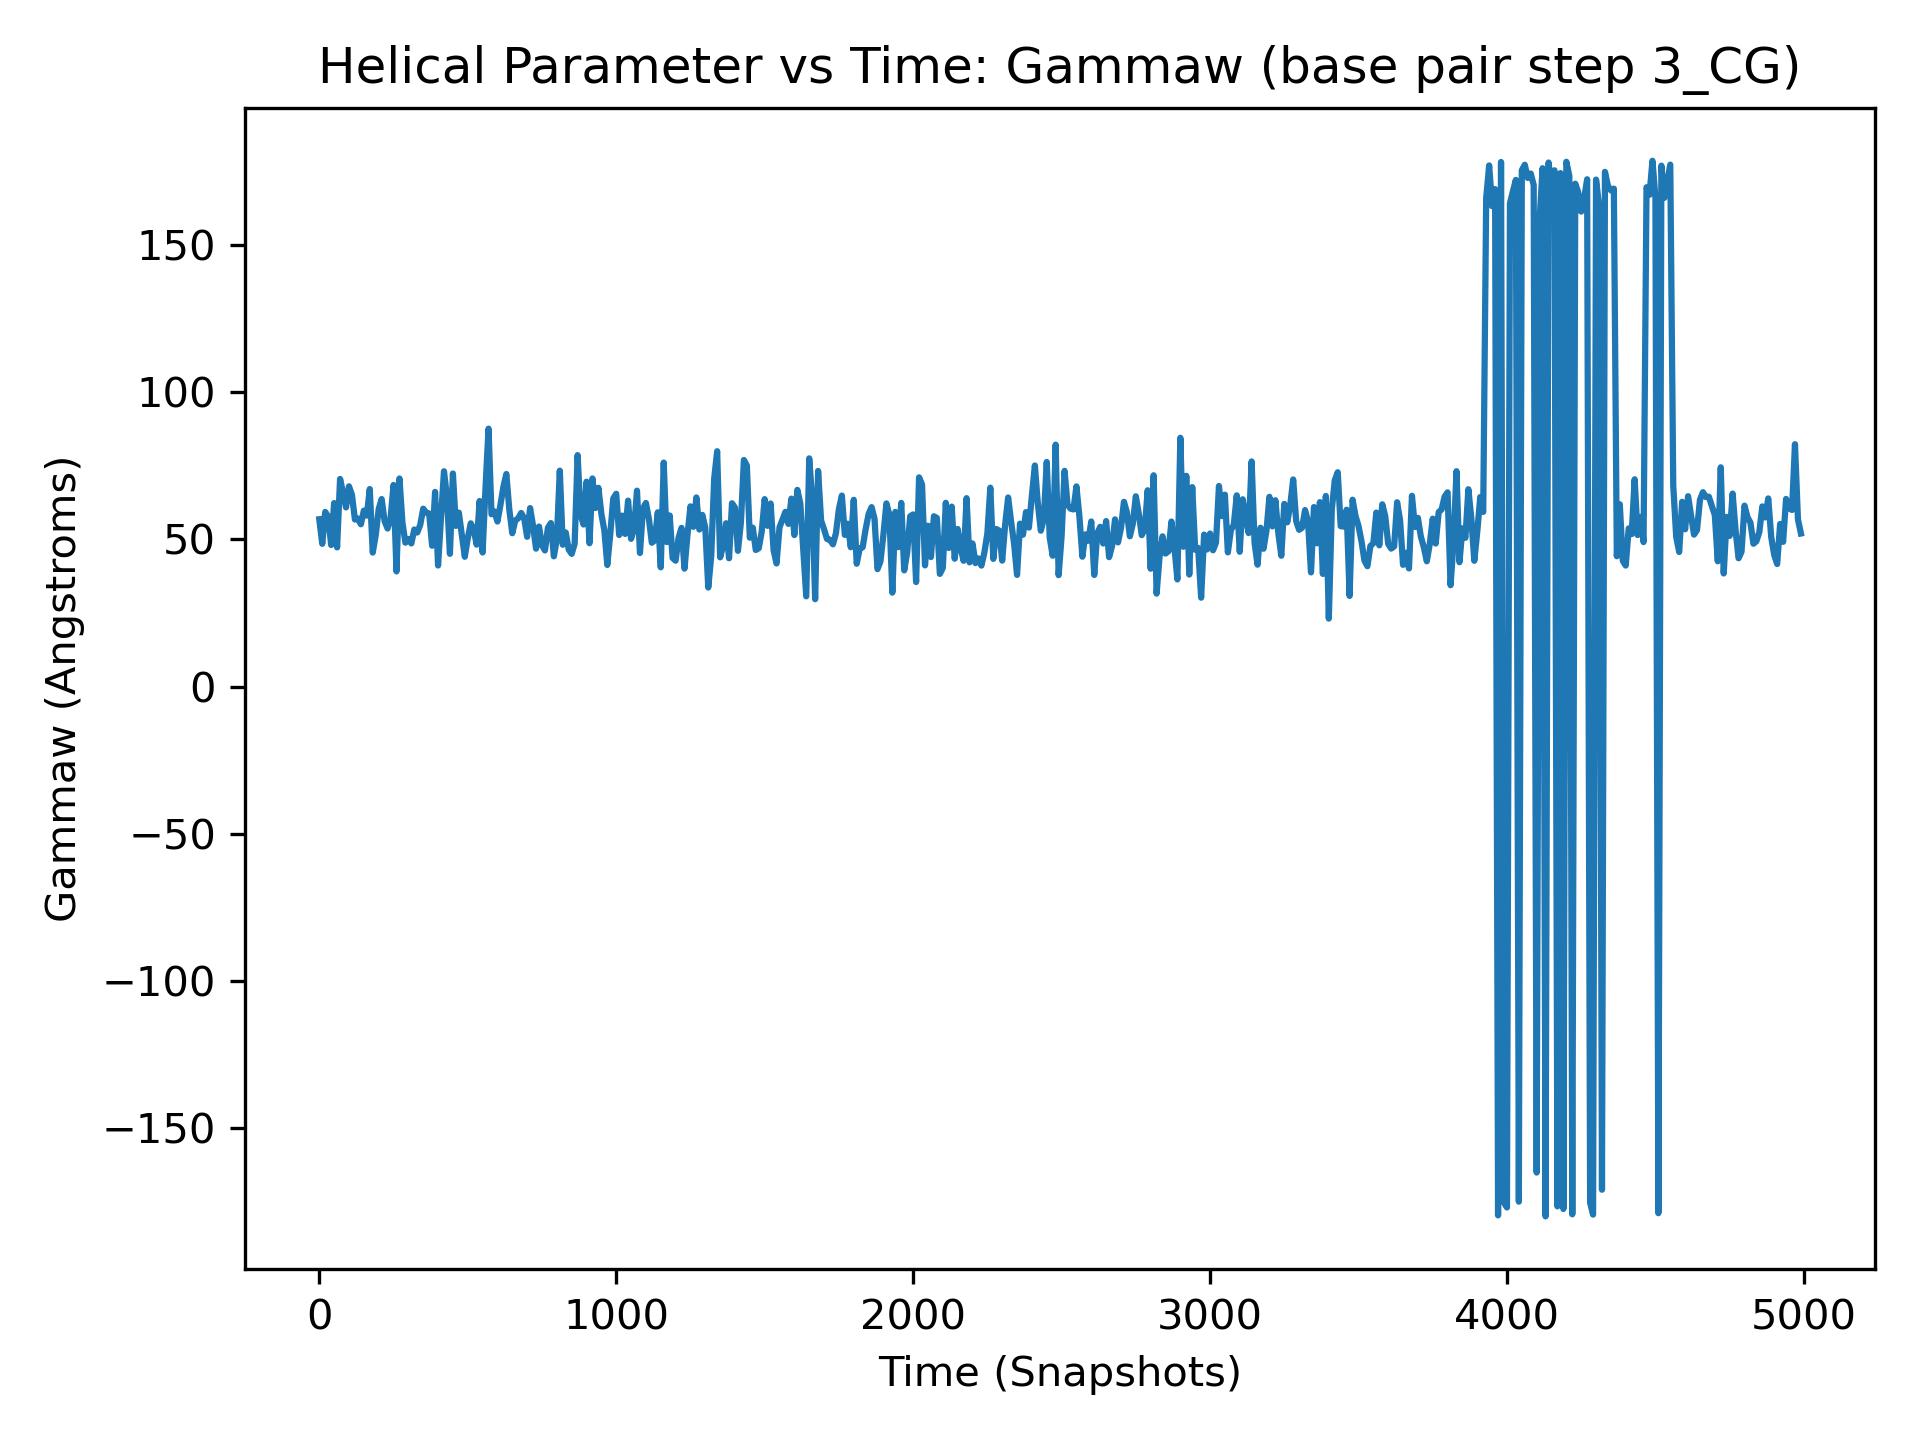 Helical Parameter vs Time: Gammaw (base pair step 3_CG)
Gammaw (Angstroms)
150
100
50
0
−50
−100
−150
0 1000 2000 3000 4000 5000
Time (Snapshots)